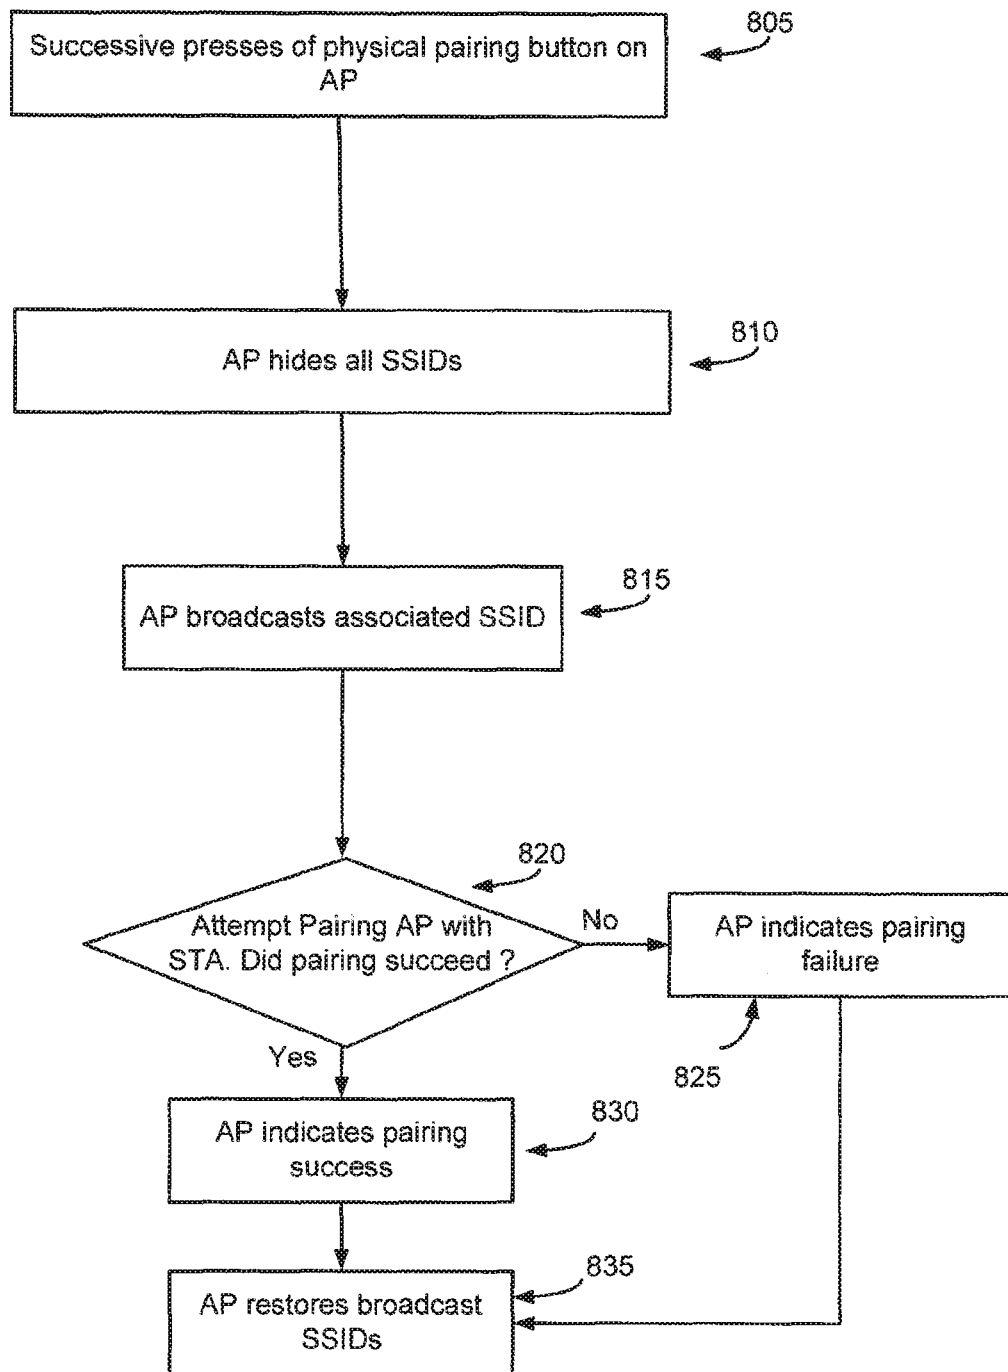 Successive presses of physical pairing button on
AP
805
AP hides all SSIDs
810
AP broadcasts associated SSID
815
820
Attempt Pairing AP with
STA. Did pairing succeed ?
No
AP indicates pairing
failure
825
Yes
AP indicates pairing
success
830
AP restores broadcast
SSIDs
835